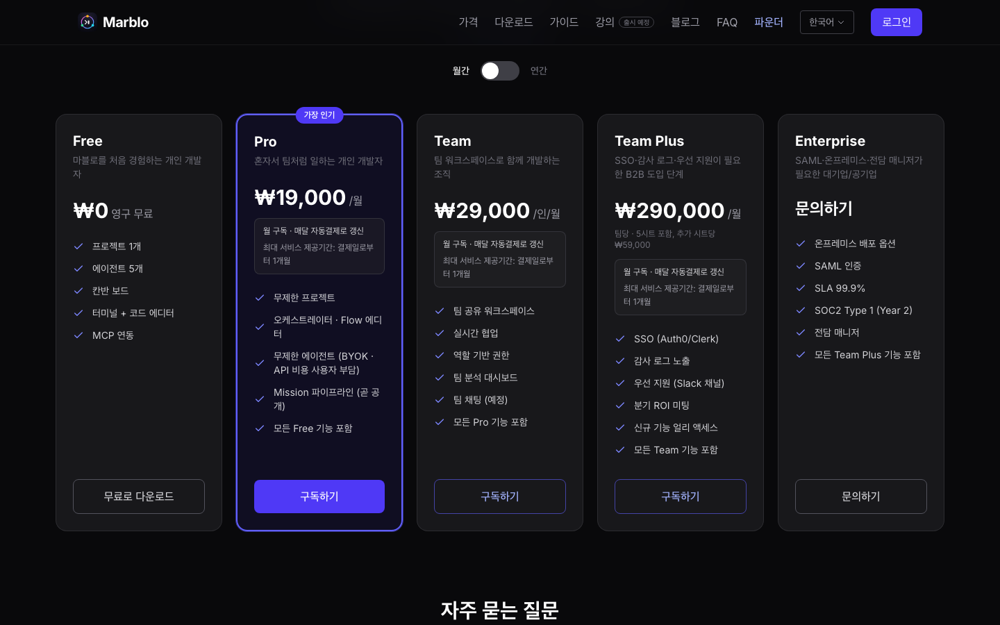 Marblo
가격
다운로드
가이드
강의 출시 예정
블로그
FAQ
파운더
한국어
로그인
월간
연간
Free
마블로를 처음 경험하는 개인 개발
자
₩0 영구 무료
프로젝트 1개
에이전트 5개
칸반 보드
터미널 + 코드 에디터
MCP 연동
무료로 다운로드
가장 인기
Pro
혼자서 팀처럼 일하는 개인 개발자
₩19,000 /월
월 구독 · 매달 자동결제로 갱신
최대 서비스 제공기간: 결제일로부
터 1개월
무제한 프로젝트
오케스트레이터 · Flow 에디
터
무제한 에이전트 (BYOK ·
API 비용 사용자 부담)
Mission 파이프라인 (곧 공
개)
모든 Free 기능 포함
구독하기
Team
팀 워크스페이스로 함께 개발하는
조직
₩29,000 /인/월
월 구독 · 매달 자동결제로 갱신
최대 서비스 제공기간: 결제일로부
터 1개월
팀 공유 워크스페이스
실시간 협업
역할 기반 권한
팀 분석 대시보드
팀 채팅 (예정)
모든 Pro 기능 포함
구독하기
Team Plus
SSO·감사 로그·우선 지원이 필요
한 B2B 도입 단계
₩290,000 /월
팀당 · 5시트 포함, 추가 시트당
₩59,000
월 구독 · 매달 자동결제로 갱신
최대 서비스 제공기간: 결제일로부
터 1개월
SSO (Auth0/Clerk)
감사 로그 노출
우선 지원 (Slack 채널)
분기 ROI 미팅
신규 기능 얼리 액세스
모든 Team 기능 포함
구독하기
Enterprise
SAML·온프레미스·전담 매니저가
필요한 대기업/공기업
문의하기
온프레미스 배포 옵션
SAML 인증
SLA 99.9%
SOC2 Type 1 (Year 2)
전담 매니저
모든 Team Plus 기능 포함
문의하기
자주 묻는 질문